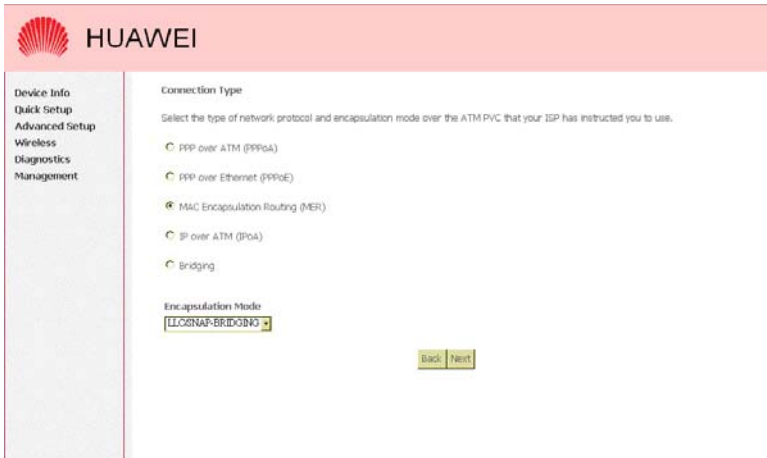 HUAWEI
Device Info
Quick Setup
Advanced Setup
Wireless
Diagnostics
Management
Connection Type
Select the type of network protocol and encapsulation mode over the ATM PVC that your ISP has instructed you to use.
PPP over ATM (PPPoA)
PPP over Ethernet (PPPoE)
MAC Encapsulation Routing (MER)
IP over ATM (IPoA)
Bridging
Encapsulation Mode
LLC/SNAP-BRIDGING
Back Next